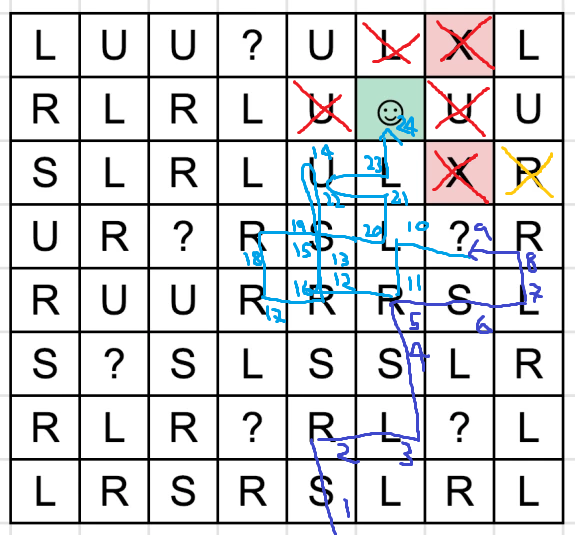 L U U ? U L X L
R L R L U ☺ U U
24
S L R L U L X R
14 23
22 21
U R ? R S L ? R
19 20 10 9
18 15 13 8
R U U R R R S L
16 12 11 7
17 5 6
S ? S L S S L R
4
R L R ? R L ? L
2 3
L R S R S L R L
1